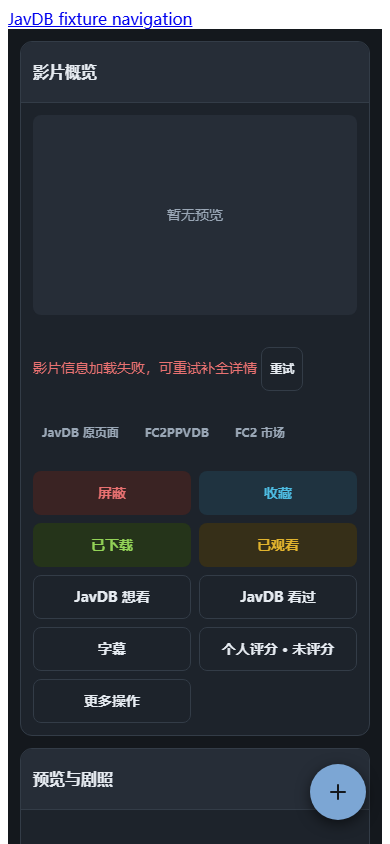 JavDB fixture navigation
影片概览
暂无预览
影片信息加载失败，可重试补全详情 重试
JavDB 原页面 FC2PPVDB FC2 市场
屏蔽 收藏
已下载 已观看
JavDB 想看 JavDB 看过
字幕 个人评分 • 未评分
更多操作
预览与剧照